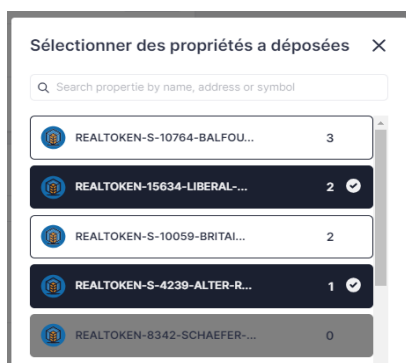 Sélectionner des propriétés a déposées
Search propertie by name, address or symbol
REALTOKEN-S-10764-BALFOU... 3
REALTOKEN-15634-LIBERAL-... 2
REALTOKEN-S-10059-BRITAI... 2
REALTOKEN-S-4239-ALTER-R... 1
REALTOKEN-8342-SCHAEFER-... 0